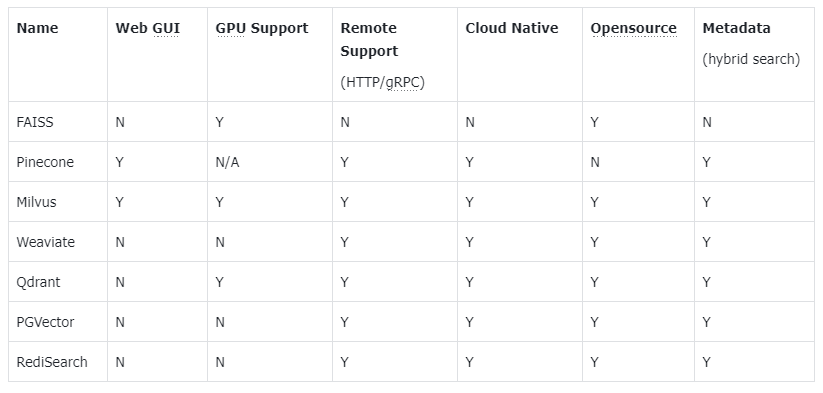 Name Web GUI GPU Support Remote Support (HTTP/gRPC) Cloud Native Opensource Metadata (hybrid search)
FAISS N Y N N Y N
Pinecone Y N/A Y Y N Y
Milvus Y Y Y Y Y Y
Weaviate N N Y Y Y Y
Qdrant N Y Y Y Y Y
PGVector N N Y Y Y Y
RediSearch N N Y Y Y Y